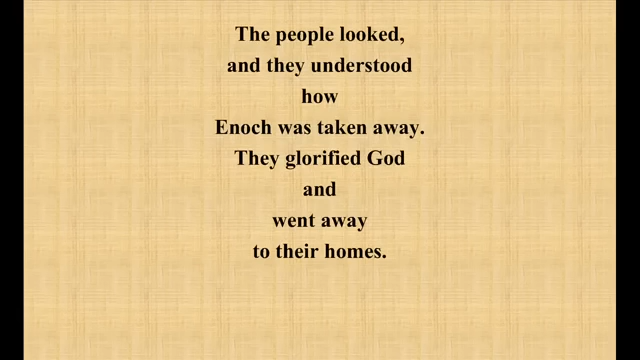 The people looked,
and they understood
how
Enoch was taken away.
They glorified God
and
went away
to their homes.